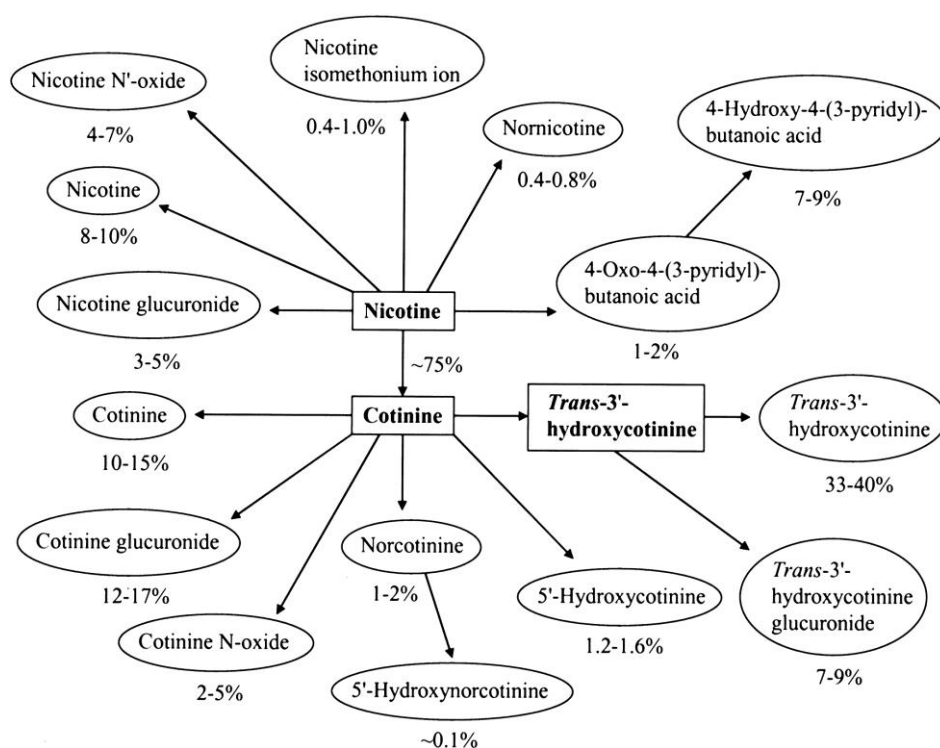 Nicotine
isomethonium ion
0.4-1.0%
Nicotine N'-oxide
4-7%
4-Hydroxy-4-(3-pyridyl)-
butanoic acid
7-9%
Nornicotine
0.4-0.8%
Nicotine
8-10%
4-Oxo-4-(3-pyridyl)-
butanoic acid
1-2%
Nicotine glucuronide
3-5%
Nicotine
~75%
Cotinine
10-15%
Cotinine
Trans-3'-
hydroxycotinine
Trans-3'-
hydroxycotinine
33-40%
Cotinine glucuronide
12-17%
Norcotinine
1-2%
5'-Hydroxycotinine
1.2-1.6%
Trans-3'-
hydroxycotinine
glucuronide
7-9%
Cotinine N-oxide
2-5%
5'-Hydroxynorcotinine
~0.1%